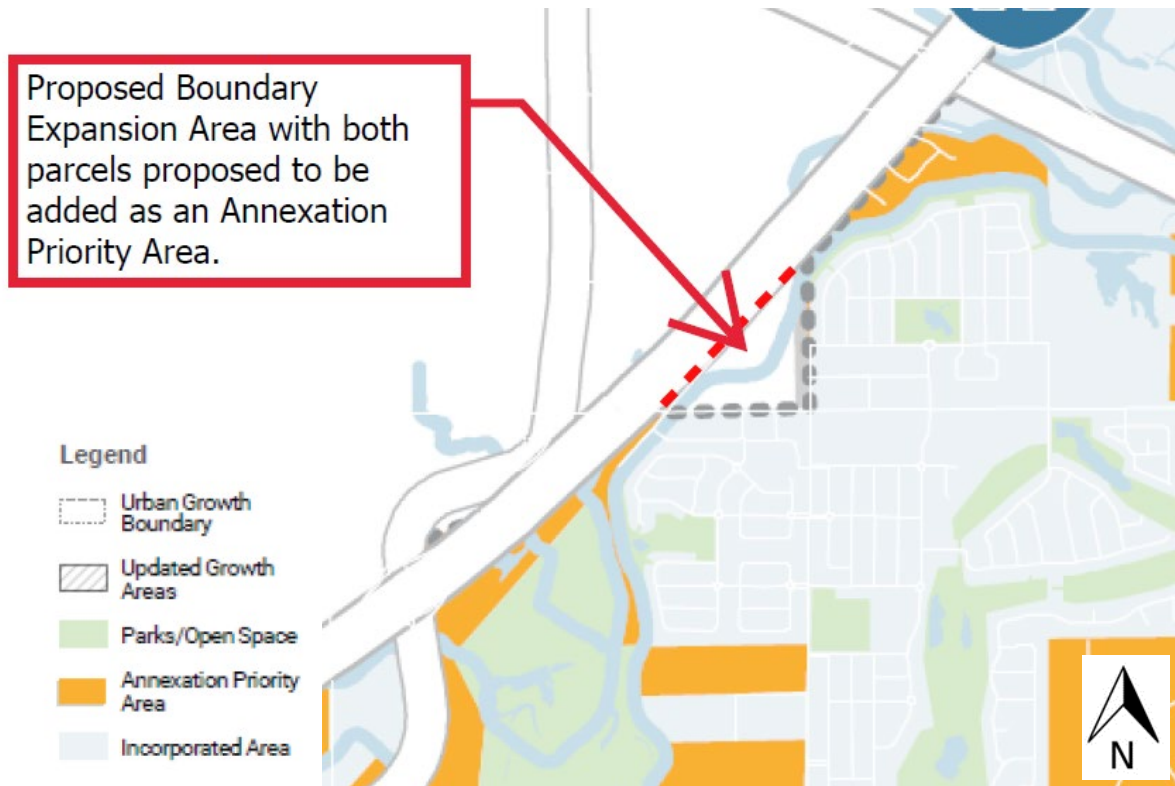 Proposed Boundary
Expansion Area with both
parcels proposed to be
added as an Annexation
Priority Area.
Legend
Urban Growth
Boundary
Updated Growth
Areas
Parks/Open Space
Annexation Priority
Area
Incorporated Area
N